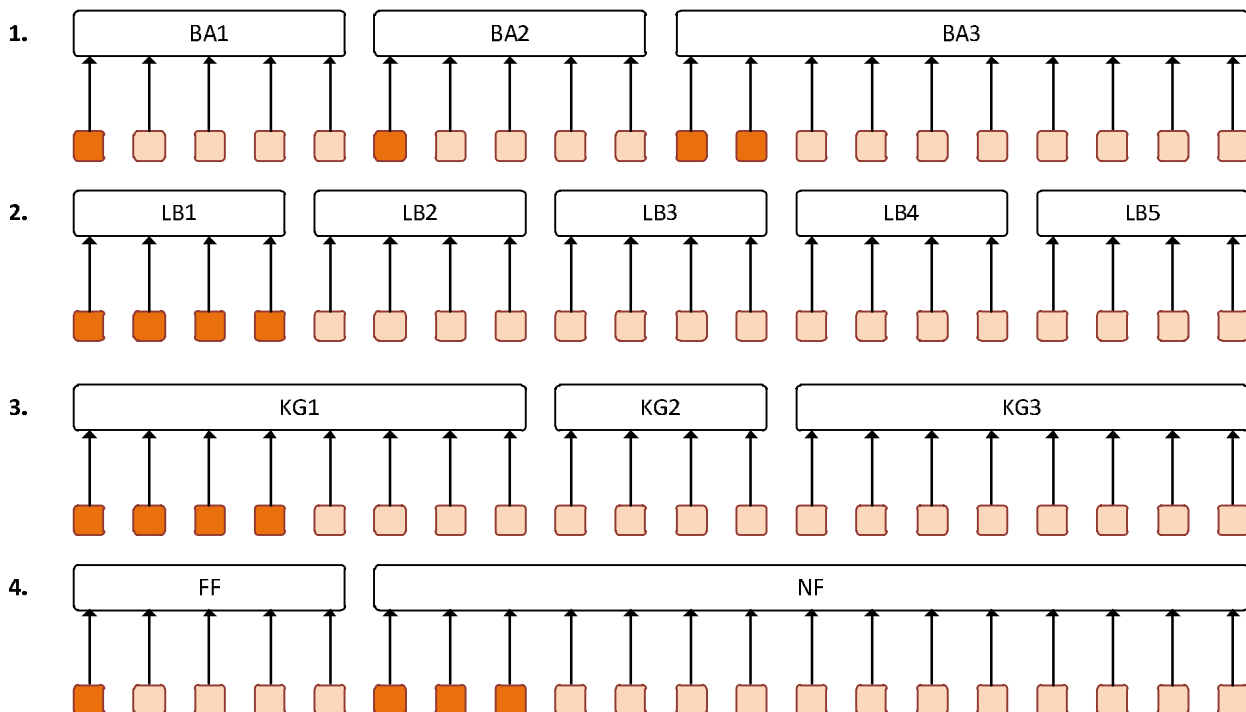 1. BA1 BA2 BA3
2. LB1 LB2 LB3 LB4 LB5
3. KG1 KG2 KG3
4. FF NF